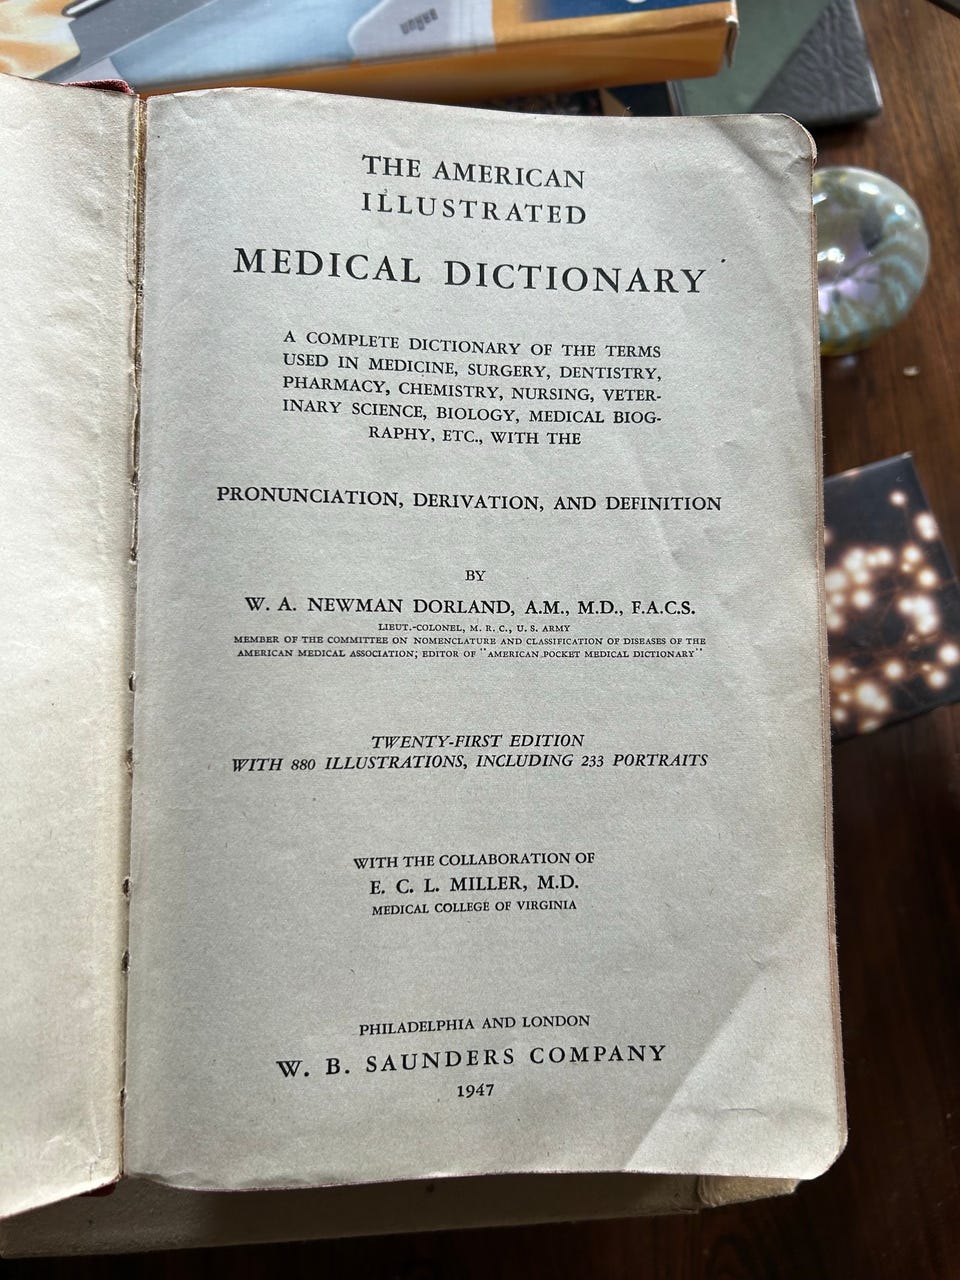 BRAUN
THE AMERICAN
ILLUSTRATED
MEDICAL DICTIONARY
A COMPLETE DICTIONARY OF THE TERMS
USED IN MEDICINE, SURGERY, DENTISTRY,
PHARMACY, CHEMISTRY, NURSING, VETER-
INARY SCIENCE, BIOLOGY, MEDICAL BIOG-
RAPHY, ETC., WITH THE
PRONUNCIATION, DERIVATION, AND DEFINITION
BY
W. A. NEWMAN DORLAND, A.M., M.D., F.A.C.S.
LIEUT.-COLONEL, M. R. C., U. S. ARMY
MEMBER OF THE COMMITTEE ON NOMENCLATURE AND CLASSIFICATION OF DISEASES OF THE
AMERICAN MEDICAL ASSOCIATION; EDITOR OF "AMERICAN POCKET MEDICAL DICTIONARY"
TWENTY-FIRST EDITION
WITH 880 ILLUSTRATIONS, INCLUDING 233 PORTRAITS
WITH THE COLLABORATION OF
E. C. L. MILLER, M.D.
MEDICAL COLLEGE OF VIRGINIA
PHILADELPHIA AND LONDON
W. B. SAUNDERS COMPANY
1947